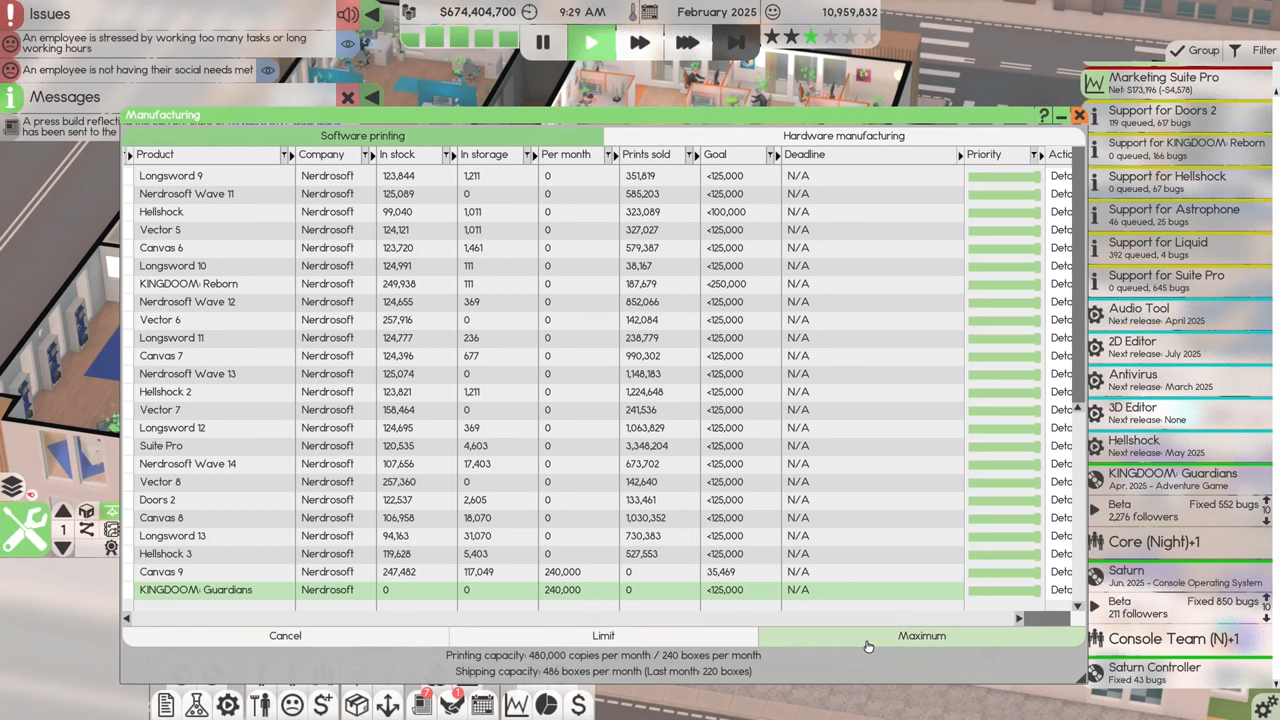 Issues
An employee is stressed by working too many tasks or long
working hours
An employee is not having their social needs met
Messages
has been sent to the
$674,404,700 9:29 AM February 2025 10,959,832
Manufacturing ?
Software printing Hardware manufacturing
Product Company In stock In storage Per month Prints sold Goal Deadline Priority
Longsword 9 Nerdrosoft 123,844 1,211 0 351,819 <125,000 N/A
Nerdrosoft Wave 11 Nerdrosoft 125,089 0 0 585,203 <125,000 N/A
Hellshock Nerdrosoft 99,040 1,011 0 323,089 <100,000 N/A
Vector 5 Nerdrosoft 124,121 1,011 0 327,027 <125,000 N/A
Canvas 6 Nerdrosoft 123,720 1,461 0 579,387 <125,000 N/A
Longsword 10 Nerdrosoft 124,991 111 0 38,167 <125,000 N/A
KINGDOOM: Reborn Nerdrosoft 249,938 111 0 187,679 <250,000 N/A
Nerdrosoft Wave 12 Nerdrosoft 124,655 369 0 852,066 <125,000 N/A
Vector 6 Nerdrosoft 257,916 0 142,084 <125,000 N/A
Longsword 11 Nerdrosoft 124,777 236 0 238,779 <125,000 N/A
Canvas 7 Nerdrosoft 124,396 677 0 990,302 <125,000 N/A
Nerdrosoft Wave 13 Nerdrosoft 125,074 0 0 1,148,183 <125,000 N/A
Hellshock 2 Nerdrosoft 123,821 1,211 0 1,224,648 <125,000 N/A
Vector 7 Nerdrosoft 158,464 0 0 241,536 <125,000 N/A
Longsword 12 Nerdrosoft 124,695 311 0 1,063,829 <125,000 N/A
Suite Pro Nerdrosoft 120,535 4,603 0 3,348,204 <125,000 N/A
Nerdrosoft Wave 14 Nerdrosoft 107,656 17,403 0 673,702 <125,000 N/A
Vector 8 Nerdrosoft 257,360 0 0 142,640 <125,000 N/A
Doors 2 Nerdrosoft 122,537 2,605 0 133,461 <125,000 N/A
Canvas 8 Nerdrosoft 106,958 18,070 0 1,030,352 <125,000 N/A
Longsword 13 Nerdrosoft 94,163 31,070 0 730,383 <125,000 N/A
Hellshock 3 Nerdrosoft 119,628 5,403 0 527,553 <125,000 N/A
Canvas 9 Nerdrosoft 247,482 117,049 240,000 0 35,469 N/A
KINGDOOM: Guardians Nerdrosoft 0 0 240,000 0 <125,000 N/A
Cancel Limit Maximum
Printing capacity: 480,000 copies per month / 240 boxes per month
Shipping capacity: 486 boxes per month (Last month: 220 boxes)
Group Filter
Marketing Suite Pro
Net: $173,196 (-$4,578)
Support for Doors 2
119 queued, 617 bugs
Support for KINGDOOM: Reborn
0 queued, 166 bugs
Support for Hellshock
0 queued, 67 bugs
Support for Astrophone
46 queued, 25 bugs
Support for Liquid
392 queued, 4 bugs
Support for Suite Pro
0 queued, 645 bugs
Audio Tool
Next release: April 2025
2D Editor
Next release: July 2025
Antivirus
Next release: March 2025
3D Editor
Next release: None
Hellshock
Next release: May 2025
KINGDOOM: Guardians
Apr. 2025 - Adventure Game
Beta Fixed 552 bugs
2,276 followers 10
Core (Night)+1
Saturn
Jun. 2025 - Console Operating System
Beta Fixed 850 bugs
211 followers 10
Console Team (N)+1
Saturn Controller
Fixed 43 bugs
1
7
1